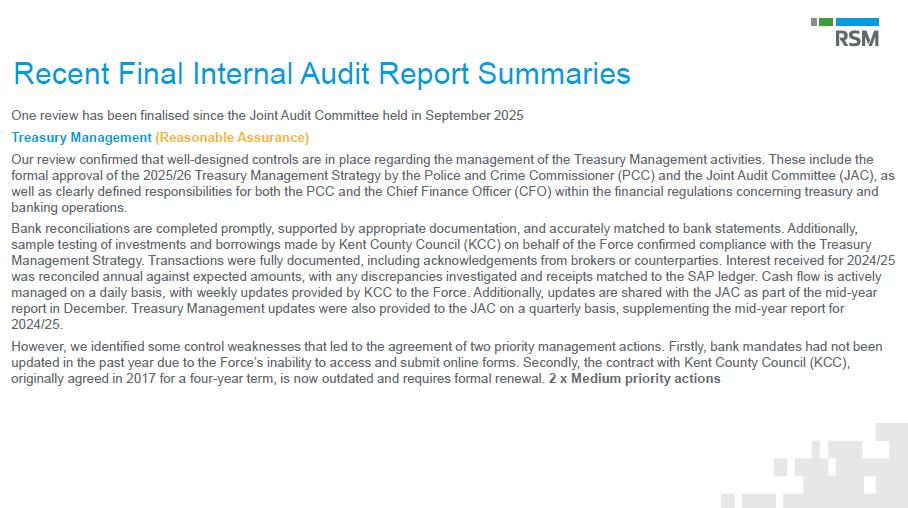 RSM
Recent Final Internal Audit Report Summaries
One review has been finalised since the Joint Audit Committee held in September 2025
Treasury Management (Reasonable Assurance)
Our review confirmed that well-designed controls are in place regarding the management of the Treasury Management activities. These include the
formal approval of the 2025/26 Treasury Management Strategy by the Police and Crime Commissioner (PCC) and the Joint Audit Committee (JAC), as
well as clearly defined responsibilities for both the PCC and the Chief Finance Officer (CFO) within the financial regulations concerning treasury and
banking operations.
Bank reconciliations are completed promptly, supported by appropriate documentation, and accurately matched to bank statements. Additionally,
sample testing of investments and borrowings made by Kent County Council (KCC) on behalf of the Force confirmed compliance with the Treasury
Management Strategy. Transactions were fully documented, including acknowledgements from brokers or counterparties. Interest received for 2024/25
was reconciled annual against expected amounts, with any discrepancies investigated and receipts matched to the SAP ledger. Cash flow is actively
managed on a daily basis, with weekly updates provided by KCC to the Force. Additionally, updates are shared with the JAC as part of the mid-year
report in December. Treasury Management updates were also provided to the JAC on a quarterly basis, supplementing the mid-year report for
2024/25.
However, we identified some control weaknesses that led to the agreement of two priority management actions. Firstly, bank mandates had not been
updated in the past year due to the Force's inability to access and submit online forms. Secondly, the contract with Kent County Council (KCC),
originally agreed in 2017 for a four-year term, is now outdated and requires formal renewal. 2 x Medium priority actions